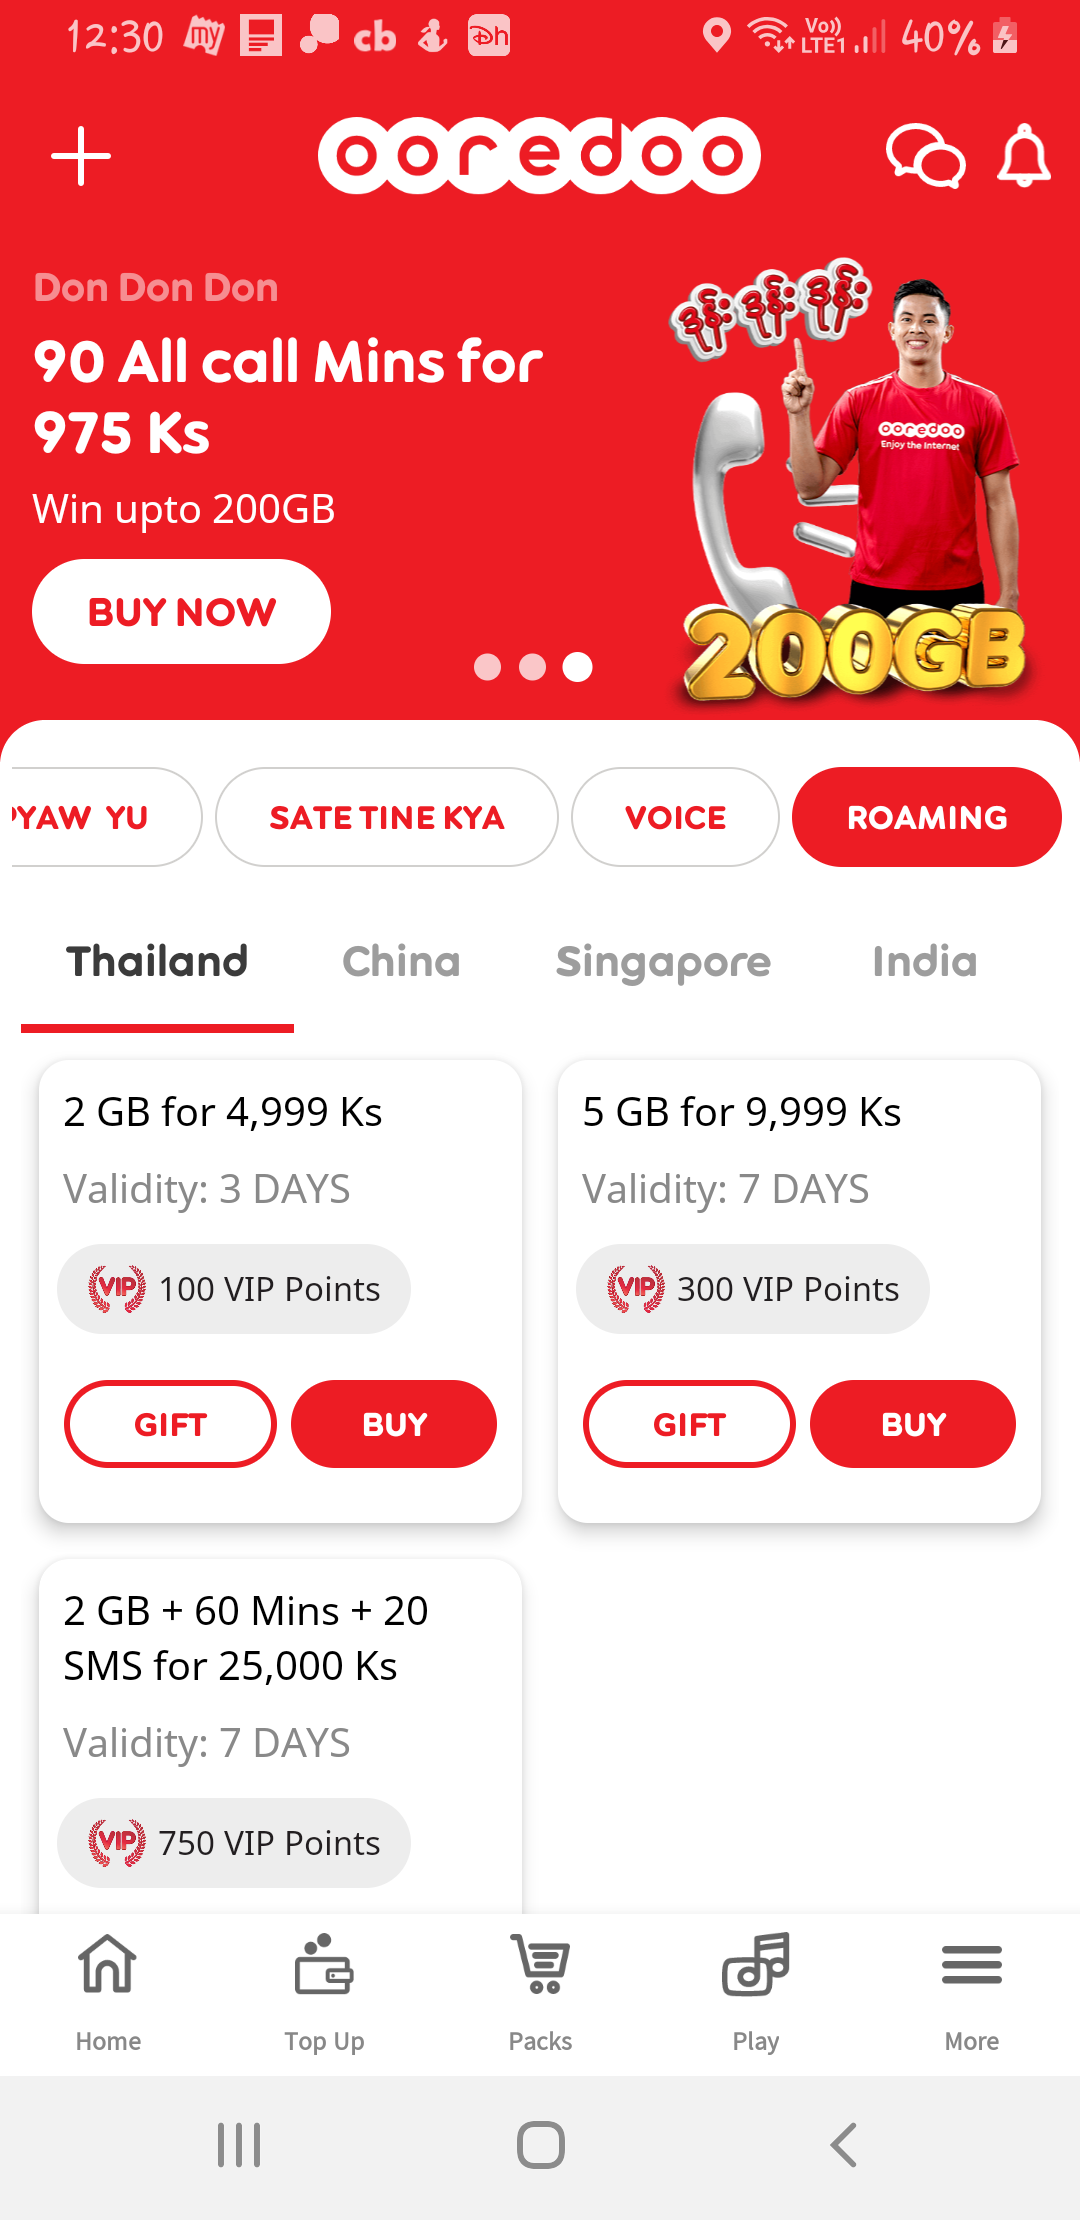 12:30 my cb Dh Vo)) LTE1 40%
ooredoo
Don Don Don
90 All call Mins for
975 Ks
Win upto 200GB
BUY NOW
ဒုန်း ဒုန်း ဒုန်း
ooredoo
Enjoy the Internet
200GB
PYAW YU SATE TINE KYA VOICE ROAMING
Thailand China Singapore India
2 GB for 4,999 Ks
Validity: 3 DAYS
VIP 100 VIP Points
GIFT BUY
5 GB for 9,999 Ks
Validity: 7 DAYS
VIP 300 VIP Points
GIFT BUY
2 GB + 60 Mins + 20
SMS for 25,000 Ks
Validity: 7 DAYS
VIP 750 VIP Points
Home Top Up Packs Play More